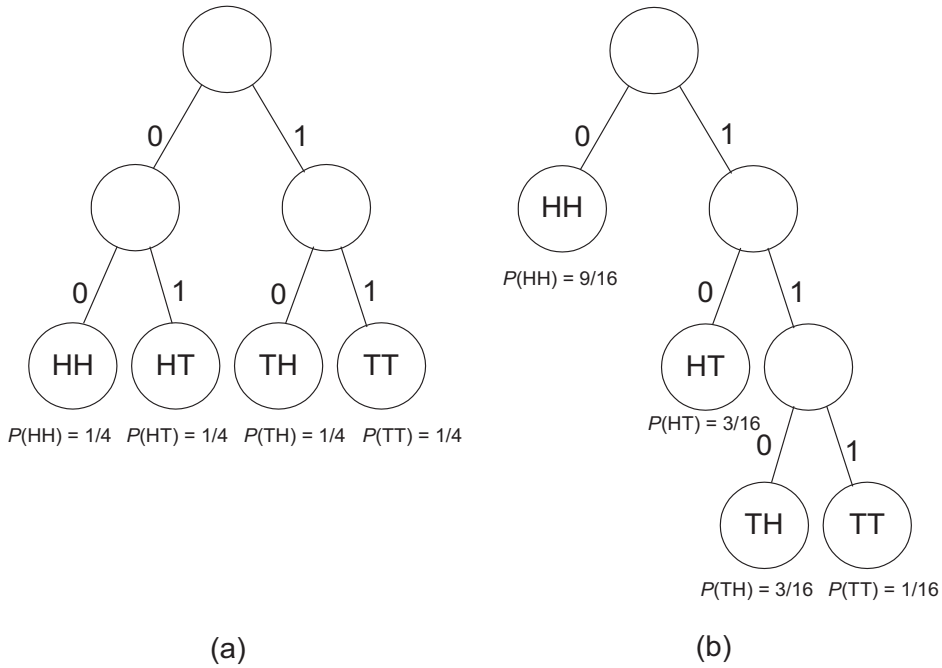 0 1
0 1 0 1
HH HT TH TT
P(HH) = 1/4 P(HT) = 1/4 P(TH) = 1/4 P(TT) = 1/4
(a)
0 1
HH
P(HH) = 9/16
0 1
HT
P(HT) = 3/16
0 1
TH TT
P(TH) = 3/16 P(TT) = 1/16
(b)